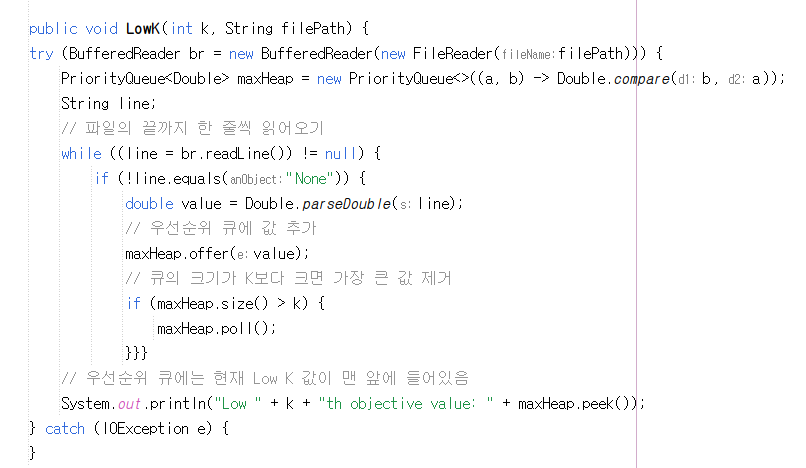 public void LowK(int k, String filePath) {
try (BufferedReader br = new BufferedReader(new FileReader( fileName: filePath))) {
PriorityQueue<Double> maxHeap = new PriorityQueue<>((a, b) -> Double.compare( d1: b, d2: a));
String line;
// 파일의 끝까지 한 줄씩 읽어오기
while ((line = br.readLine()) != null) {
if (!line.equals( anObject: "None")) {
double value = Double.parseDouble( s: line);
// 우선순위 큐에 값 추가
maxHeap.offer( e: value);
// 큐의 크기가 K보다 크면 가장 큰 값 제거
if (maxHeap.size() > k) {
maxHeap.poll();
}}}
// 우선순위 큐에는 현재 Low K 값이 맨 앞에 들어있음
System.out.println("Low " + k + "th objective value: " + maxHeap.peek());
} catch (IOException e) {
}